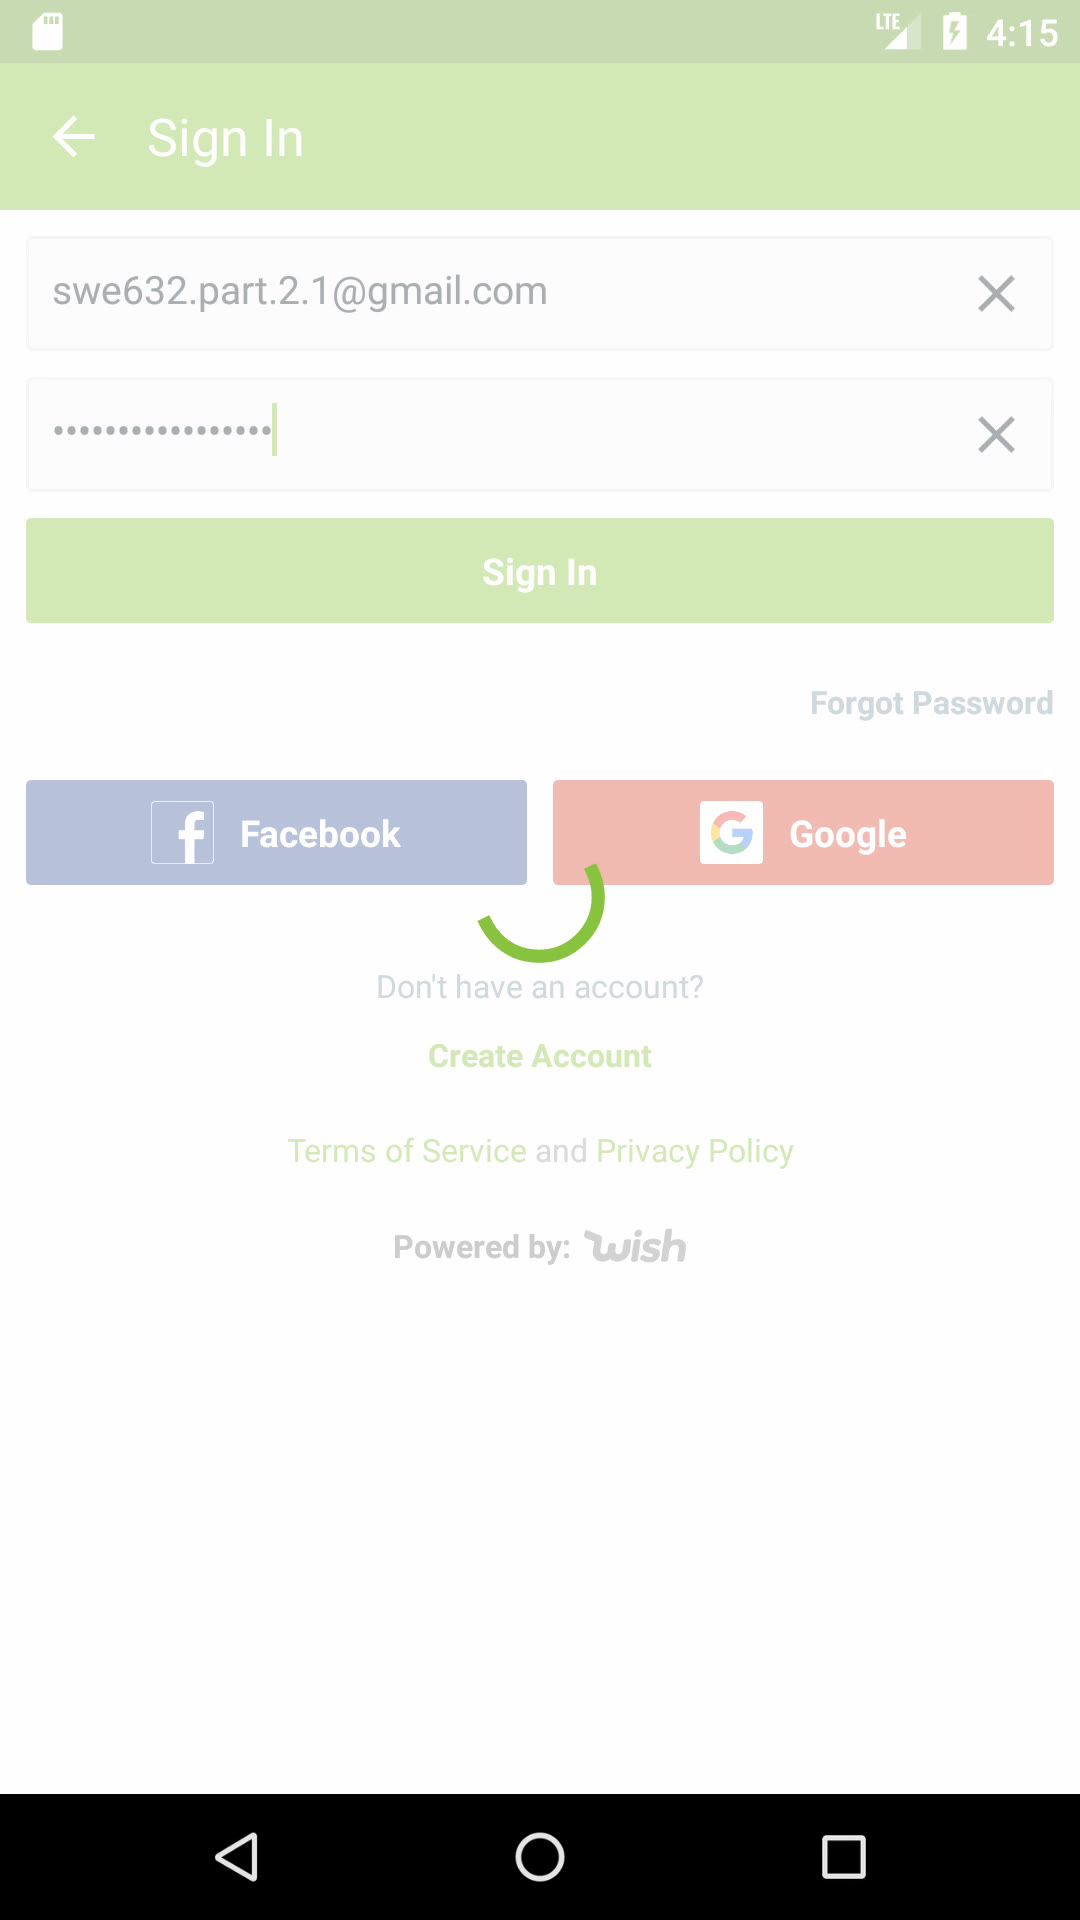 LTE 4:15
Sign In
swe632.part.2.1@gmail.com
•••••••••••••••••
Sign In
Forgot Password
Facebook
Google
Don't have an account?
Create Account
Terms of Service and Privacy Policy
Powered by: wish